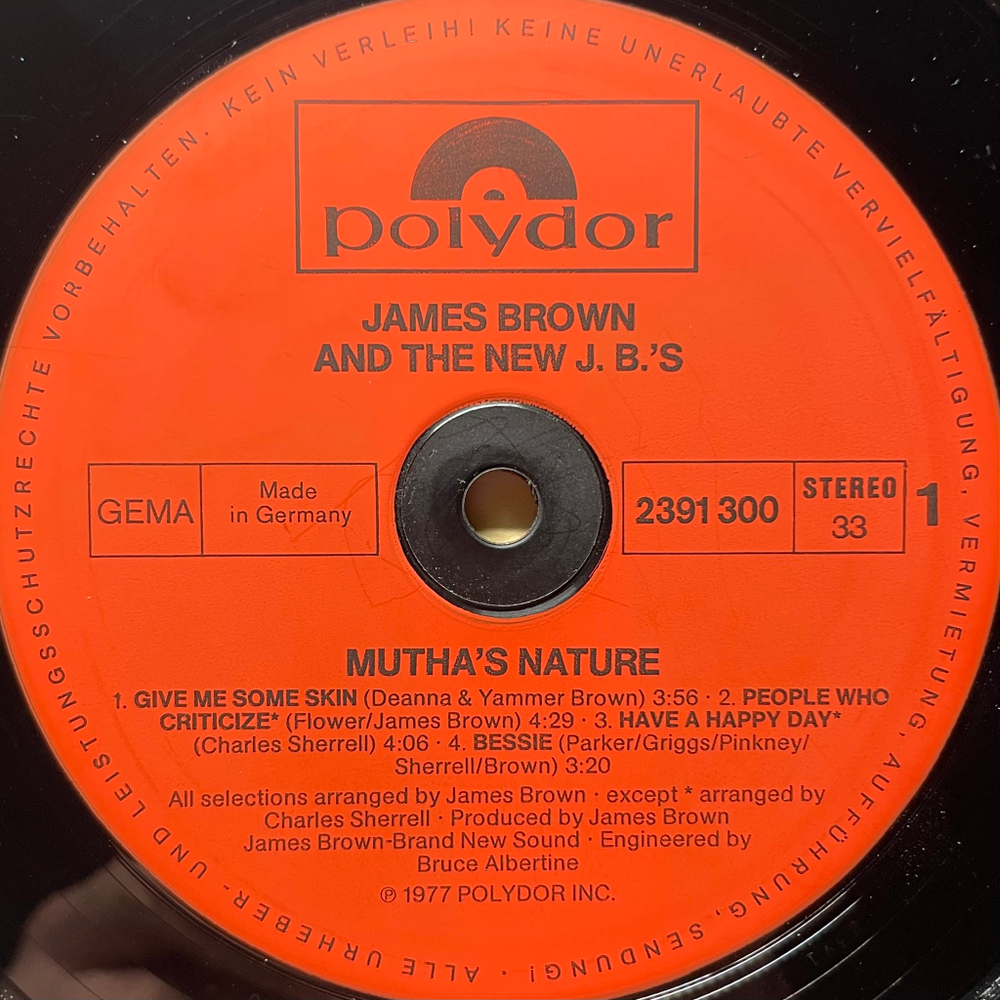 ALLE URHEBER- UND LEISTUNGSSCHUTZRECHTE VORBEHALTEN. KEIN VERLEIH! KEINE UNERLAUBTE VERVIELFÄLTIGUNG, VERMIETUNG, AUFFÜHRUNG, SENDUNG! ·
polydor
JAMES BROWN
AND THE NEW J. B.'S
GEMA
Made
in Germany
2391 300
STEREO
33
1
MUTHA'S NATURE
1. GIVE ME SOME SKIN (Deanna & Yammer Brown) 3:56 · 2. PEOPLE WHO
CRITICIZE* (Flower/James Brown) 4:29 · 3. HAVE A HAPPY DAY*
(Charles Sherrell) 4:06 · 4. BESSIE (Parker/Griggs/Pinkney/
Sherrell/Brown) 3:20
All selections arranged by James Brown · except * arranged by
Charles Sherrell · Produced by James Brown
James Brown-Brand New Sound · Engineered by
Bruce Albertine
℗ 1977 POLYDOR INC.